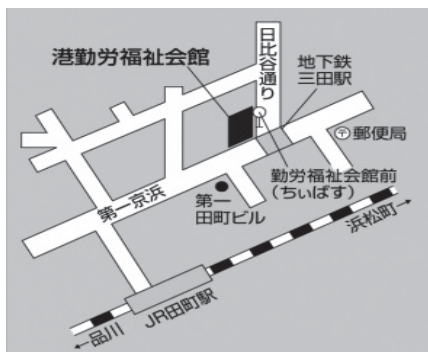 港勤労福祉会館
日比谷通り
地下鉄
三田駅
〒郵便局
勤労福祉会館前
(ちぃばす)
第一京浜
第一
田町ビル
浜松町→
JR田町駅
←品川